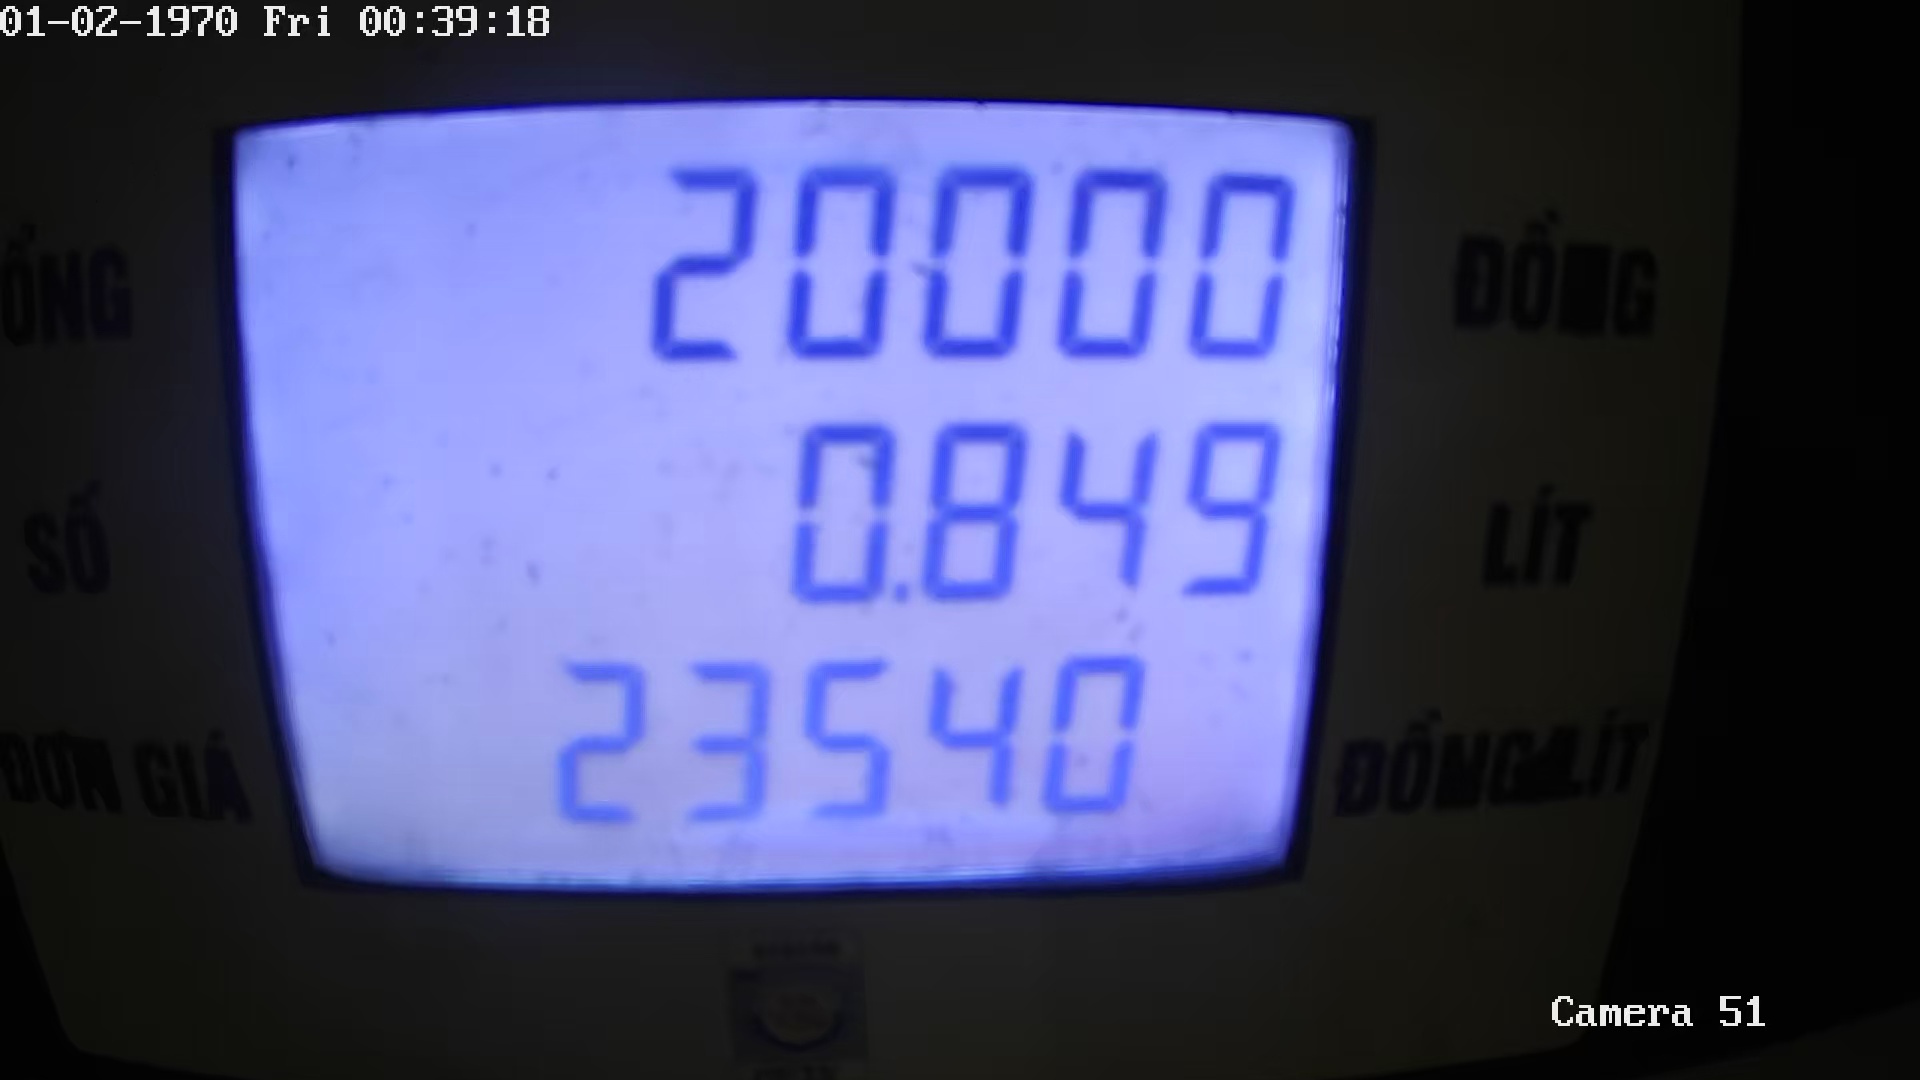 01-02-1970 Fri 00:39:18
20000
ĐỒNG
0.849
SỐ
LÍT
23540
ĐƠN GIÁ
ĐỒNG/LÍT
Camera 51